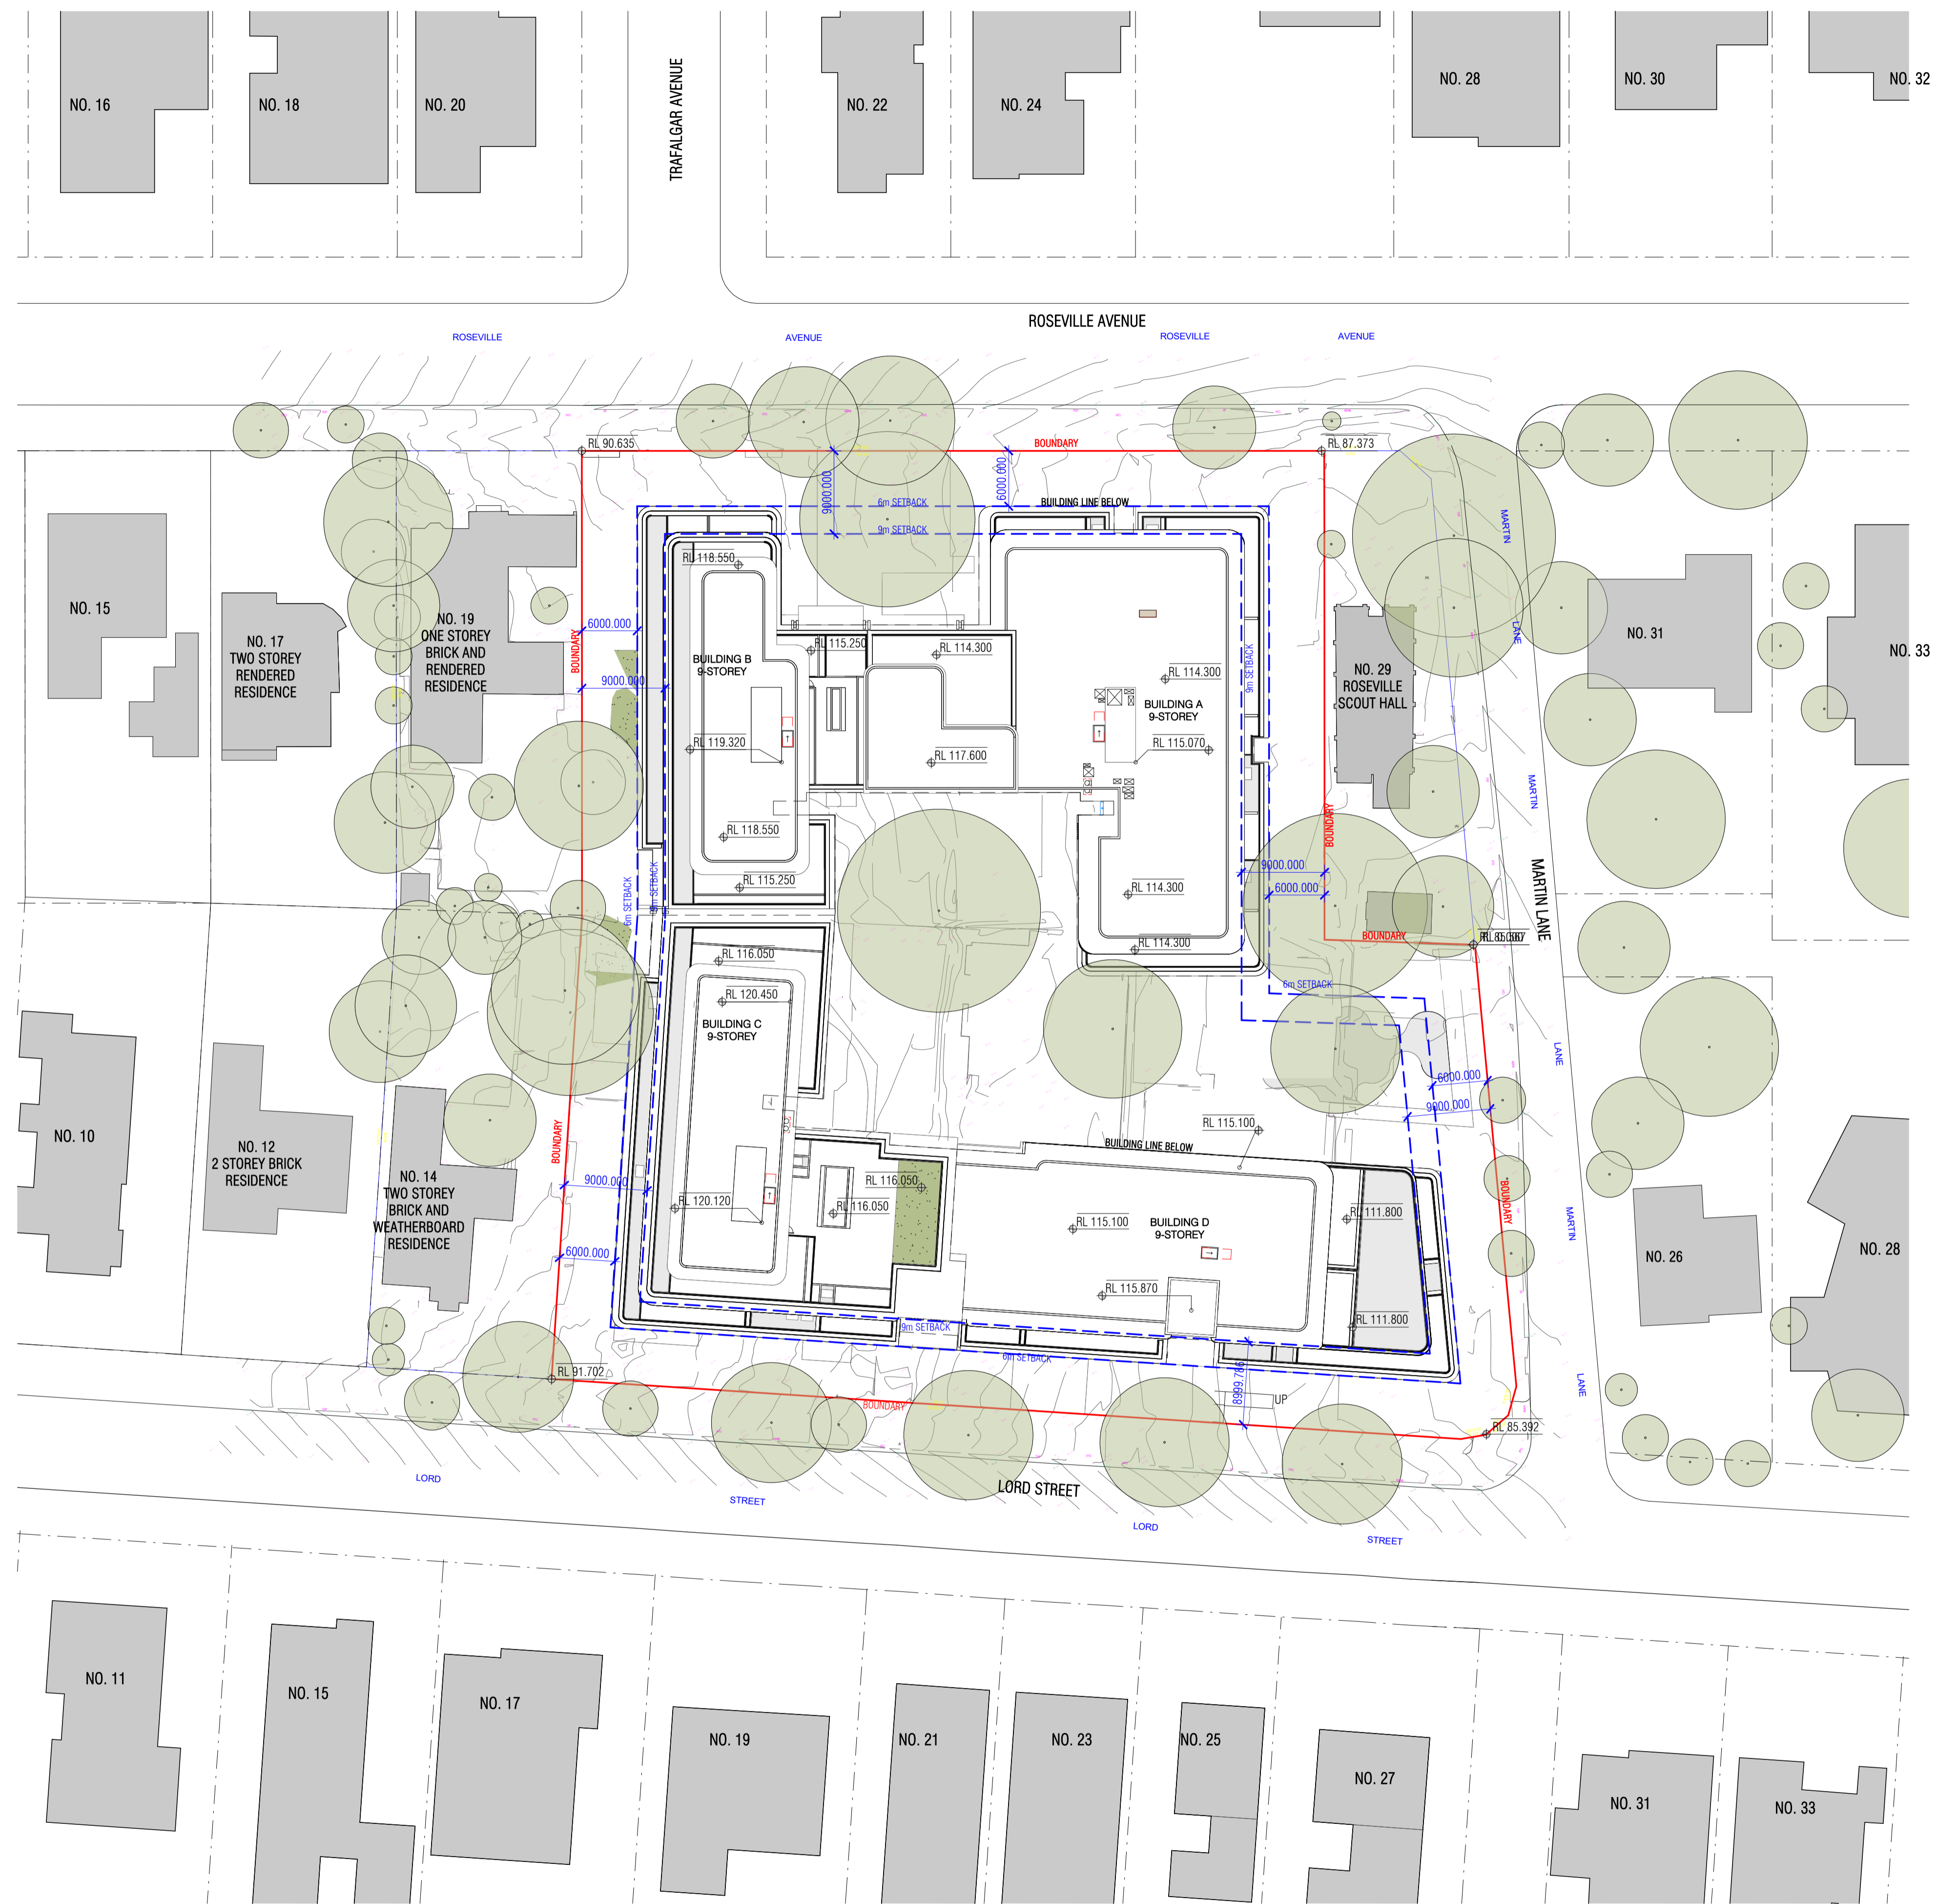 NO. 16
NO. 18
NO. 20
TRAFALGAR AVENUE
NO. 22
NO. 24
NO. 28
NO. 30
NO. 32
ROSEVILLE AVENUE
ROSEVILLE
AVENUE
ROSEVILLE
AVENUE
RL 90.635
BOUNDARY
RL 87.373
9000.000
6000.000
6m SETBACK
BUILDING LINE BELOW
9m SETBACK
MARTIN
LANE
RL 118.550
NO. 15
NO. 17
TWO STOREY
RENDERED
RESIDENCE
NO. 19
ONE STOREY
BRICK AND
RENDERED
RESIDENCE
6000.000
BOUNDARY
9000.000
BUILDING B
9-STOREY
RL 115.250
RL 114.300
RL 114.300
9m SETBACK
BUILDING A
9-STOREY
NO. 29
ROSEVILLE
SCOUT HALL
NO. 31
NO. 33
RL 119.320
RL 117.600
RL 115.070
MARTIN
RL 118.550
BOUNDARY
9000.000
6000.000
RL 115.250
RL 114.300
6m SETBACK
9m SETBACK
MARTIN LANE
BOUNDARY
RL 114.300
RL 116.050
6m SETBACK
RL 120.450
BUILDING C
9-STOREY
LANE
6000.000
9000.000
RL 115.100
BUILDING LINE BELOW
NO. 10
NO. 12
2 STOREY BRICK
RESIDENCE
NO. 14
TWO STOREY
BRICK AND
WEATHERBOARD
RESIDENCE
BOUNDARY
9000.000
RL 116.050
RL 120.120
RL 116.050
RL 115.100
BUILDING D
9-STOREY
RL 111.800
BOUNDARY
MARTIN
6000.000
NO. 26
NO. 28
RL 115.870
RL 111.800
9m SETBACK
6m SETBACK
RL 91.702
8999.786
UP
LANE
BOUNDARY
RL 85.392
LORD
STREET
LORD STREET
LORD
STREET
NO. 11
NO. 15
NO. 17
NO. 19
NO. 21
NO. 23
NO. 25
NO. 27
NO. 31
NO. 33